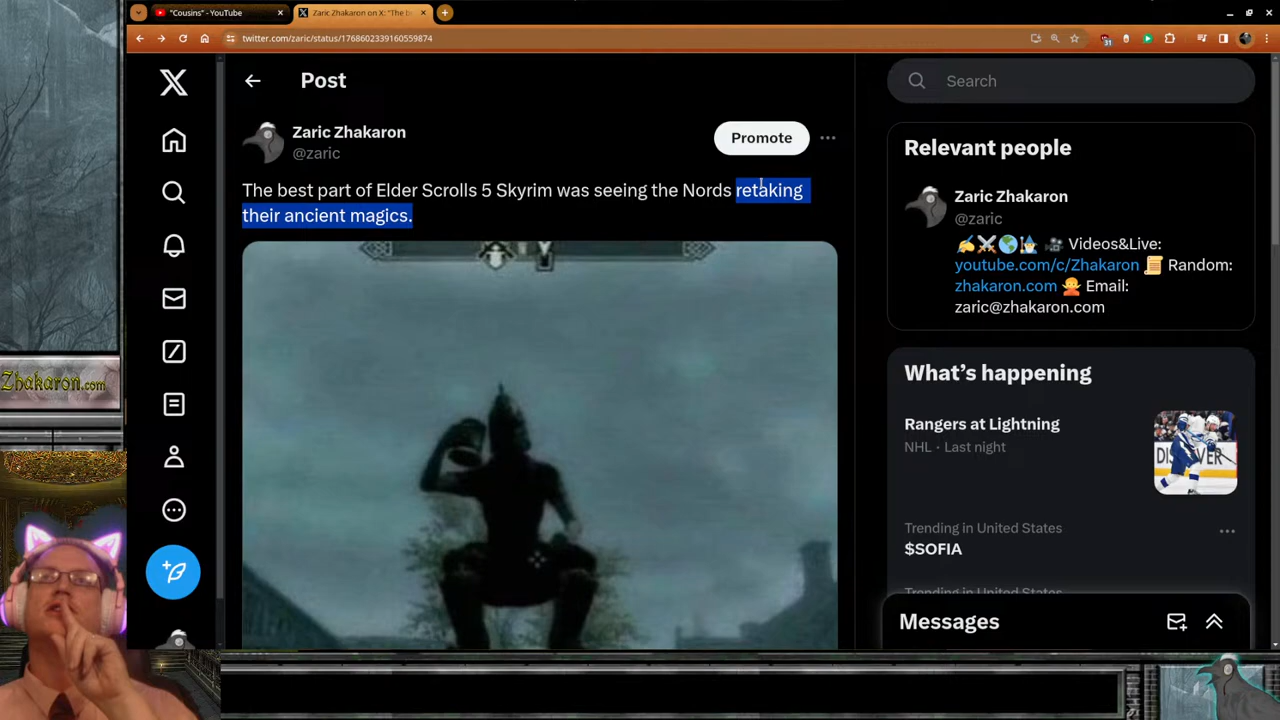 "Cousins" - YouTube
Zaric Zhakaron on X: "The b
twitter.com/zaric/status/1768602339160559874
31
Post
Search
Zaric Zhakaron
@zaric
Promote
The best part of Elder Scrolls 5 Skyrim was seeing the Nords retaking
their ancient magics.
Relevant people
Zaric Zhakaron
@zaric
Videos&Live:
youtube.com/c/Zhakaron Random:
zhakaron.com Email:
zaric@zhakaron.com
What's happening
Rangers at Lightning
NHL · Last night
Trending in United States
$SOFIA
Messages
Zhakaron.com